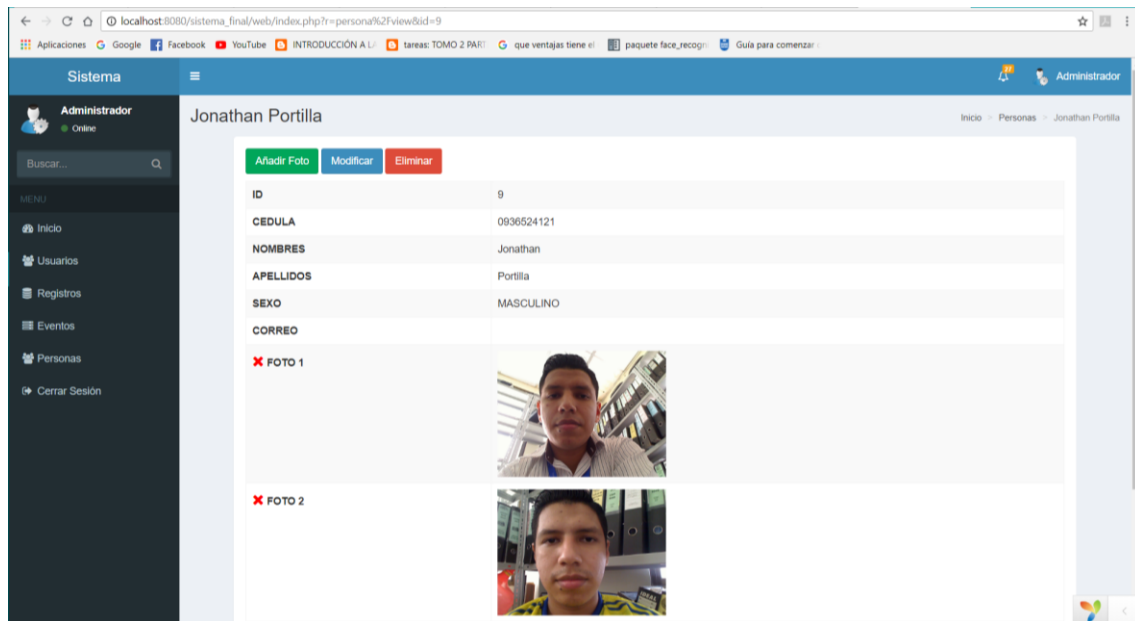 localhost:8080/sistema_final/web/index.php?r=persona%2Fview&id=9
Aplicaciones Google Facebook YouTube INTRODUCCIÓN A LA tareas: TOMO 2 PART que ventajas tiene el paquete face_recogn Guía para comenzar
Sistema
Administrador
Administrador
Online
Jonathan Portilla
Inicio > Personas > Jonathan Portilla
Buscar...
MENU
Inicio
Usuarios
Registros
Eventos
Personas
Cerrar Sesión
Añadir Foto Modificar Eliminar
ID 9
CEDULA 0936524121
NOMBRES Jonathan
APELLIDOS Portilla
SEXO MASCULINO
CORREO
FOTO 1
FOTO 2